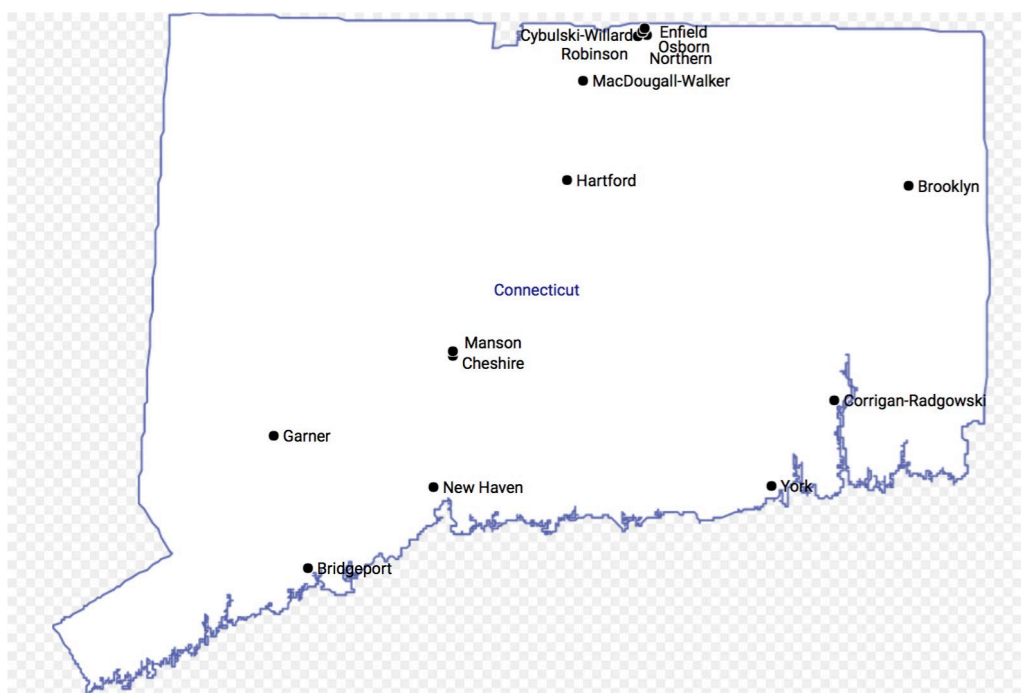 Cybulski-Willard
Enfield
Osborn
Robinson
Northern
MacDougall-Walker
Hartford
Brooklyn
Connecticut
Manson
Cheshire
Corrigan-Radgowski
Garner
New Haven
York
Bridgeport